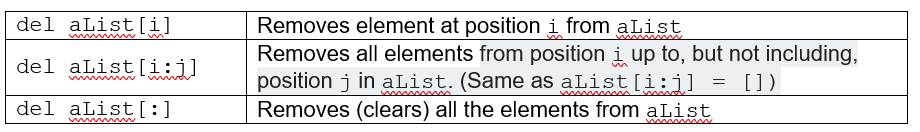 del aList[i] Removes element at position i from aList
del aList[i:j] Removes all elements from position i up to, but not including,
position j in aList. (Same as aList[i:j] = [])
del aList[:] Removes (clears) all the elements from aList